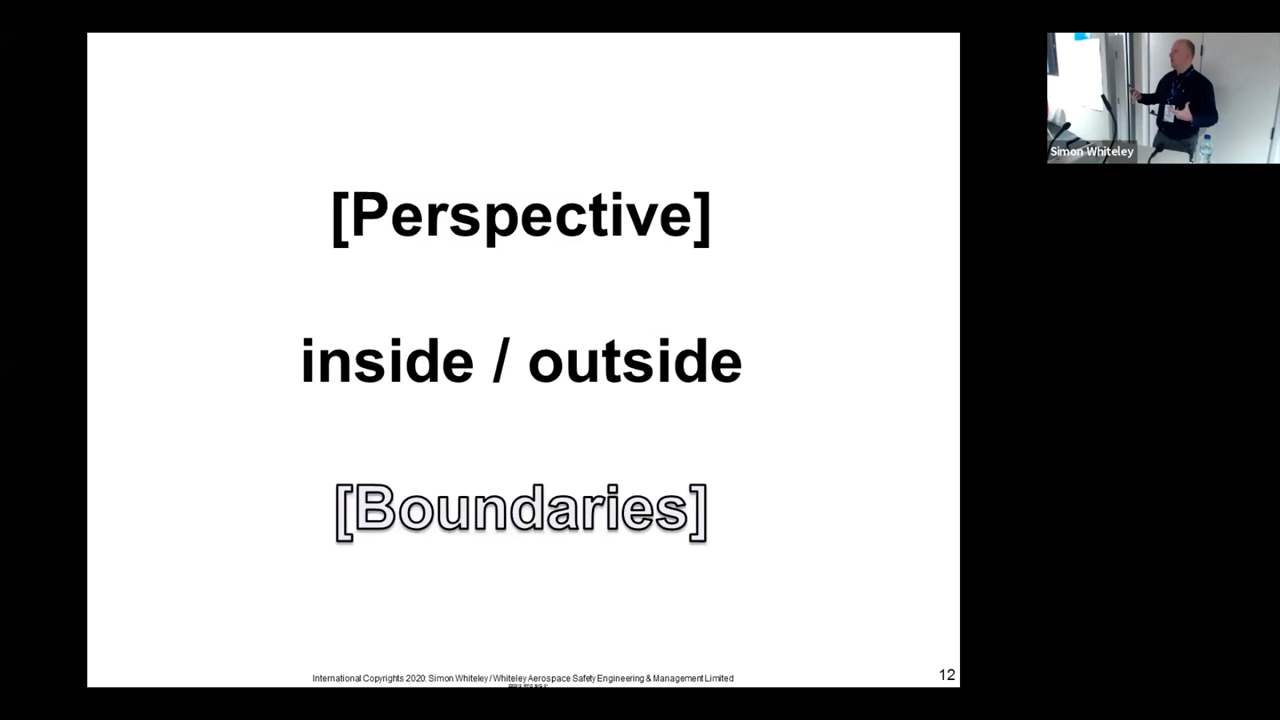 [Perspective]
inside / outside
[Boundaries]
International Copyrights 2020: Simon Whiteley / Whiteley Aerospace Safety Engineering & Management Limited
12
Simon Whiteley